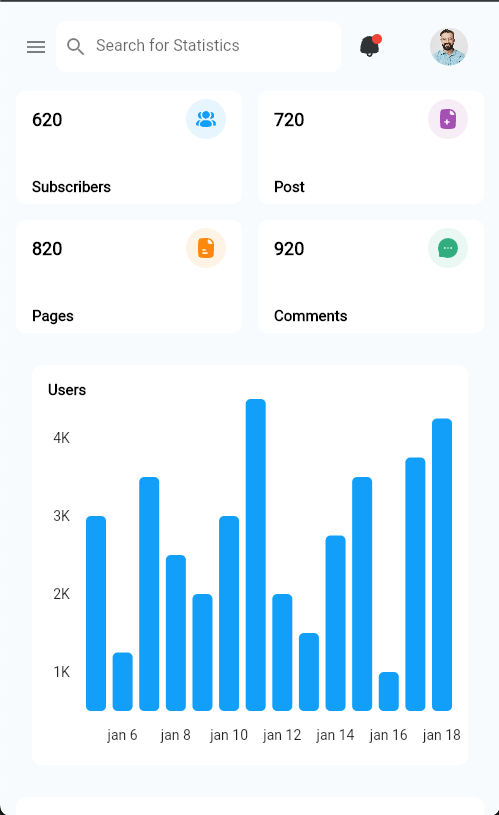 Search for Statistics
620
720
Subscribers
Post
820
920
Pages
Comments
Users
4K
3K
2K
1K
jan 6 jan 8 jan 10 jan 12 jan 14 jan 16 jan 18